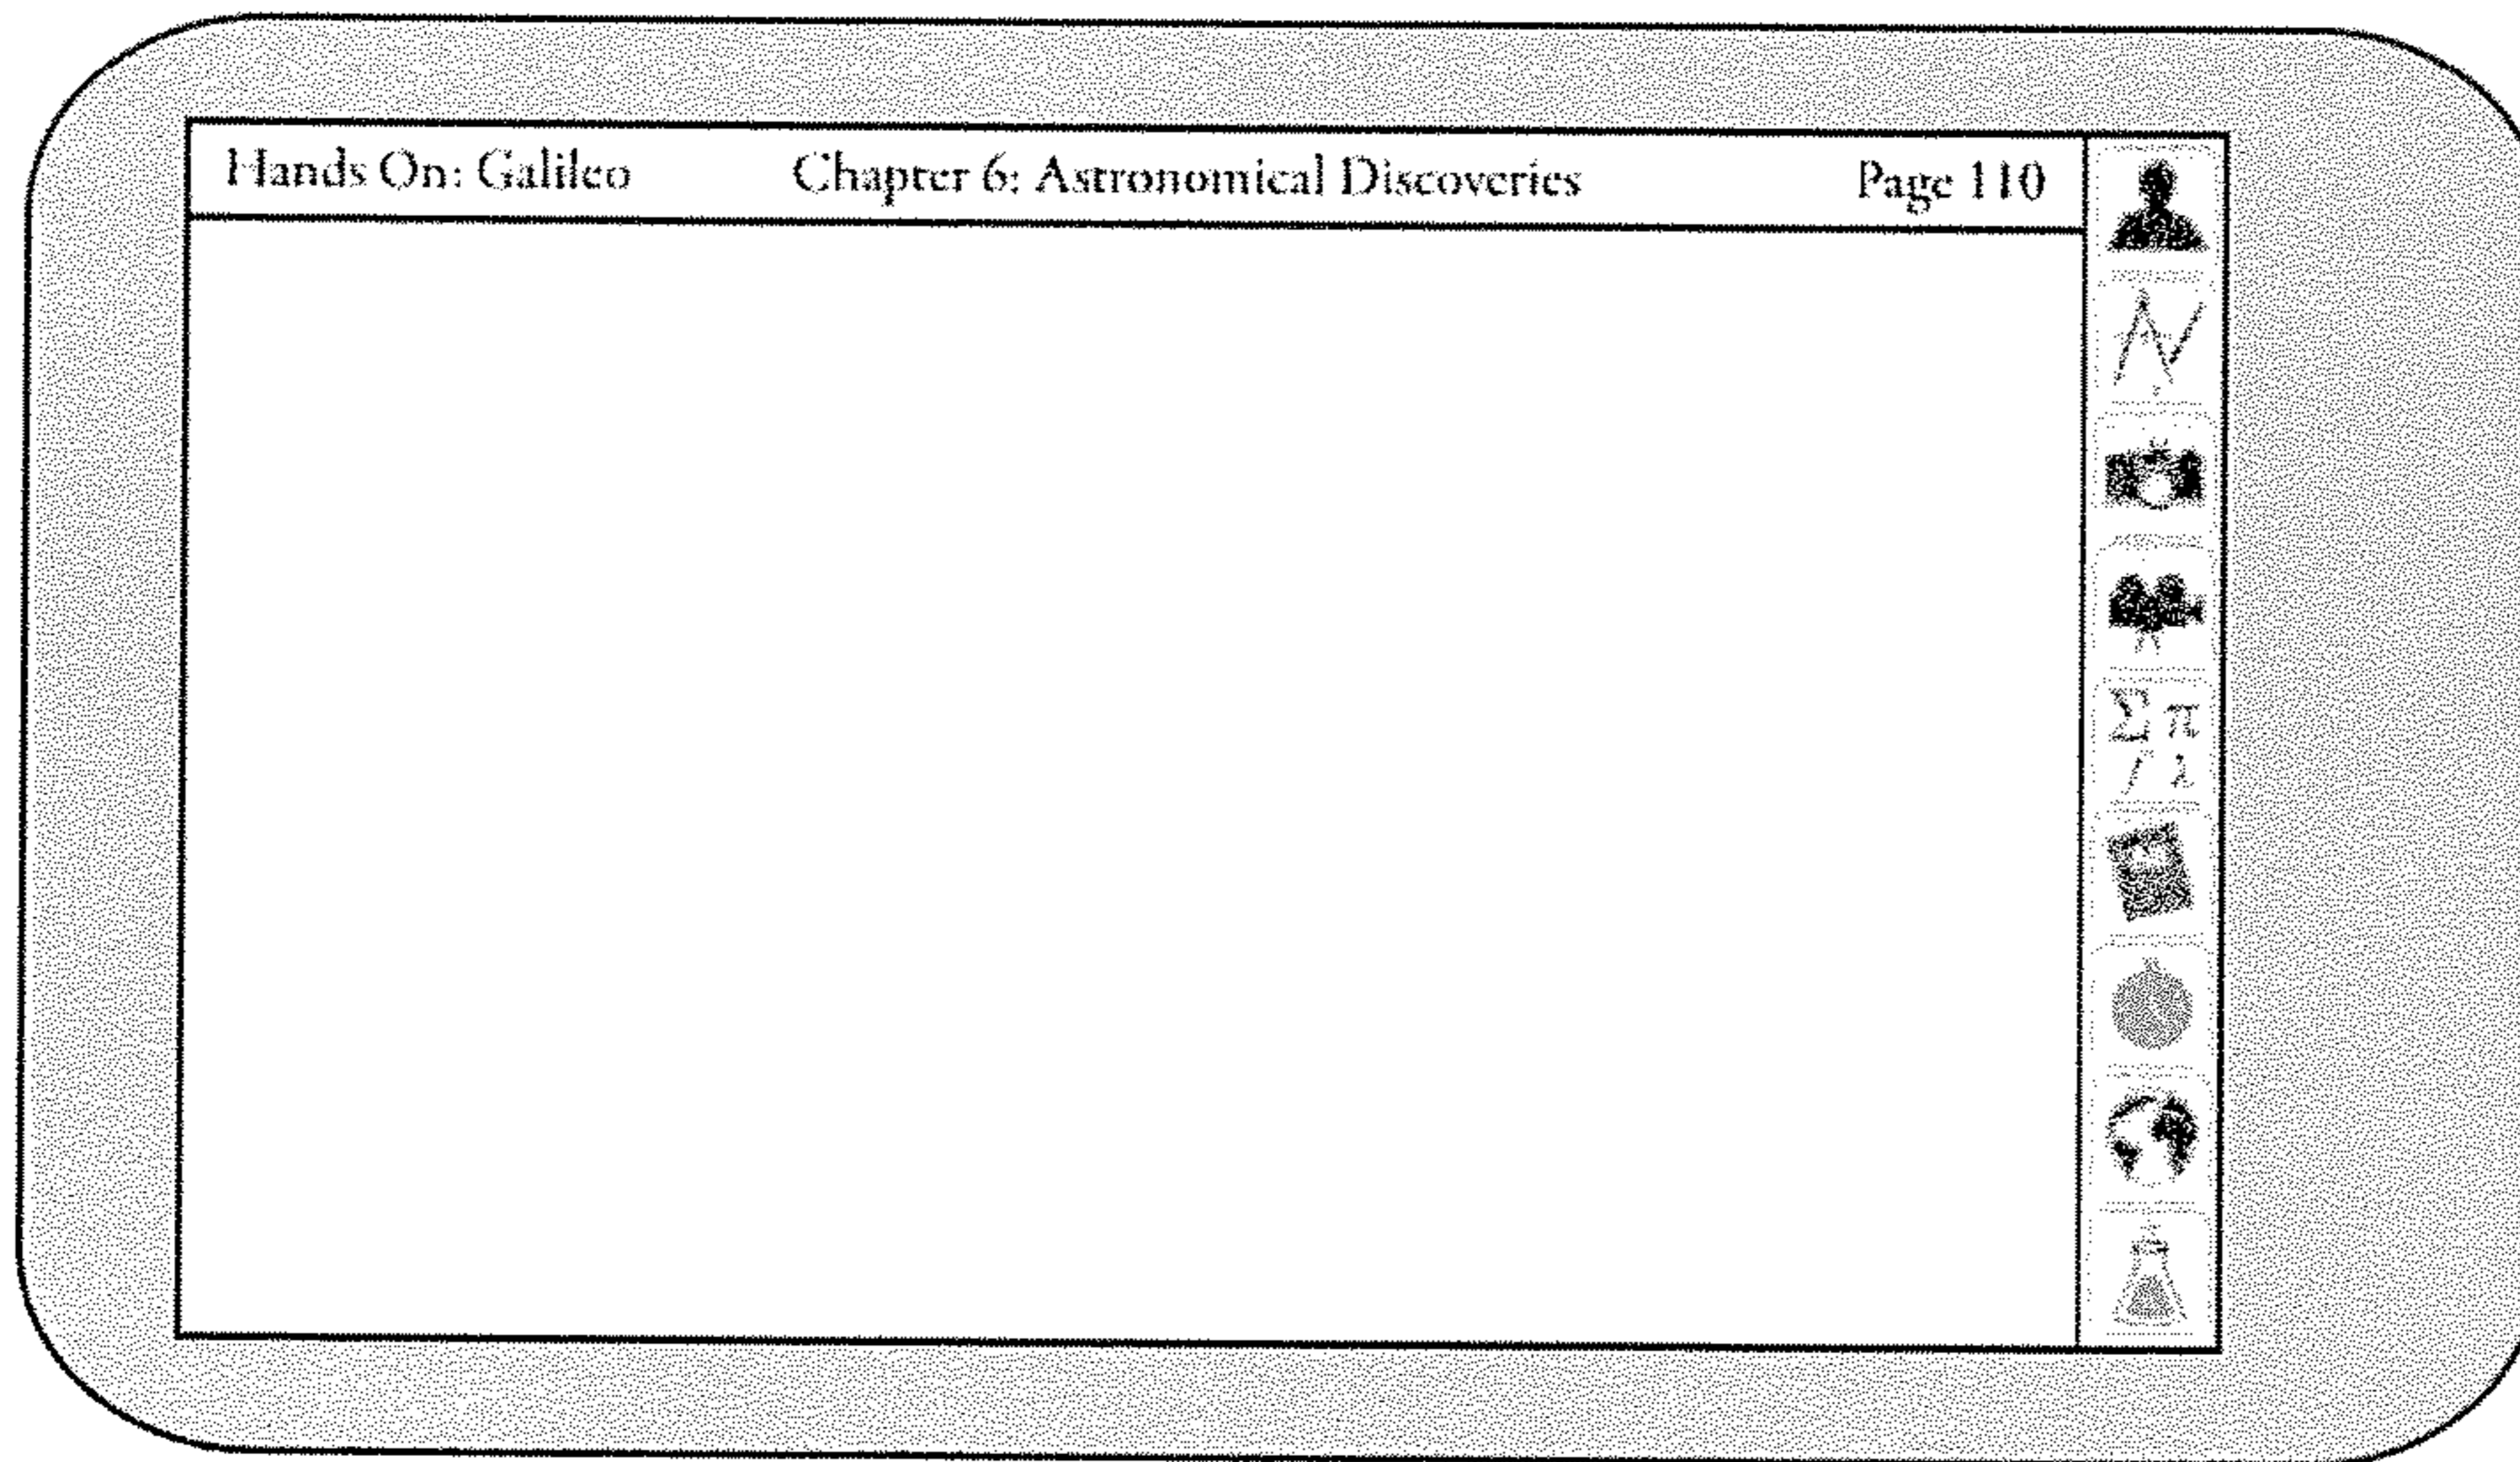 Hands On: Galileo Chapter 6: Astronomical Discoveries Page 110
Σ π
∫ λ